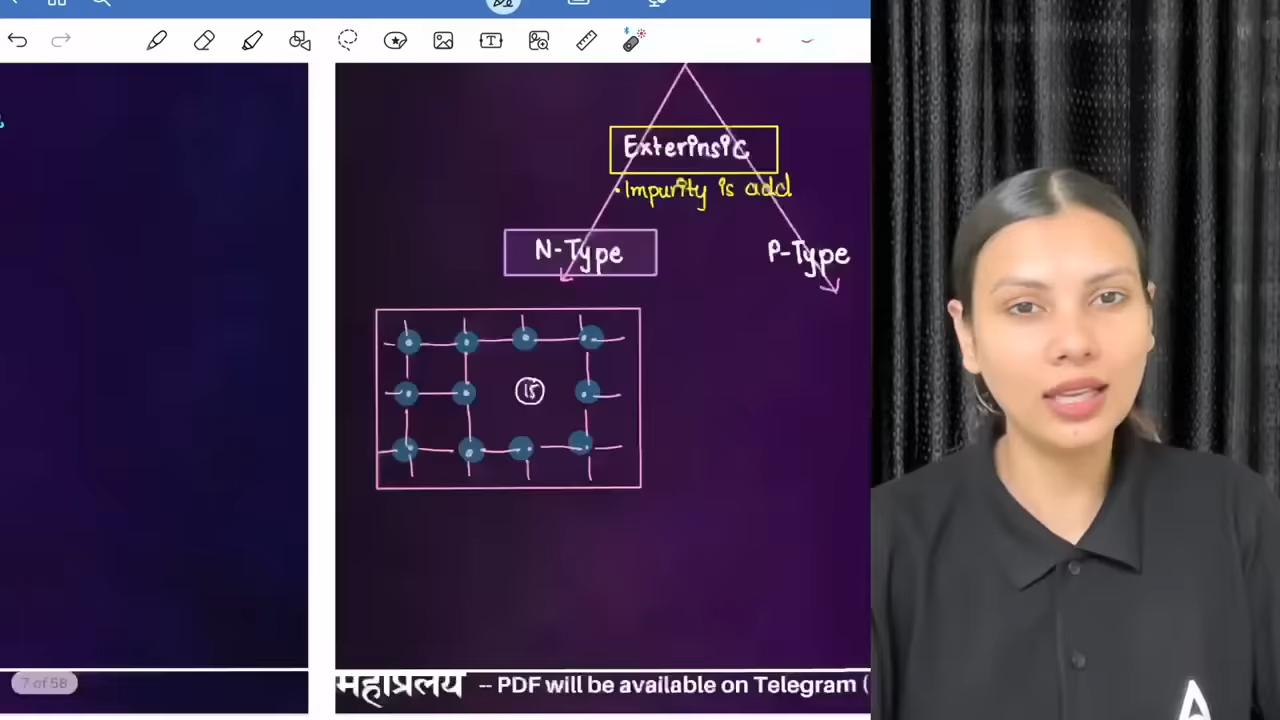 Exterinsic
• Impurity is add
N-Type
P-Type
15
7 of 58
महाप्रलय -- PDF will be available on Telegram (